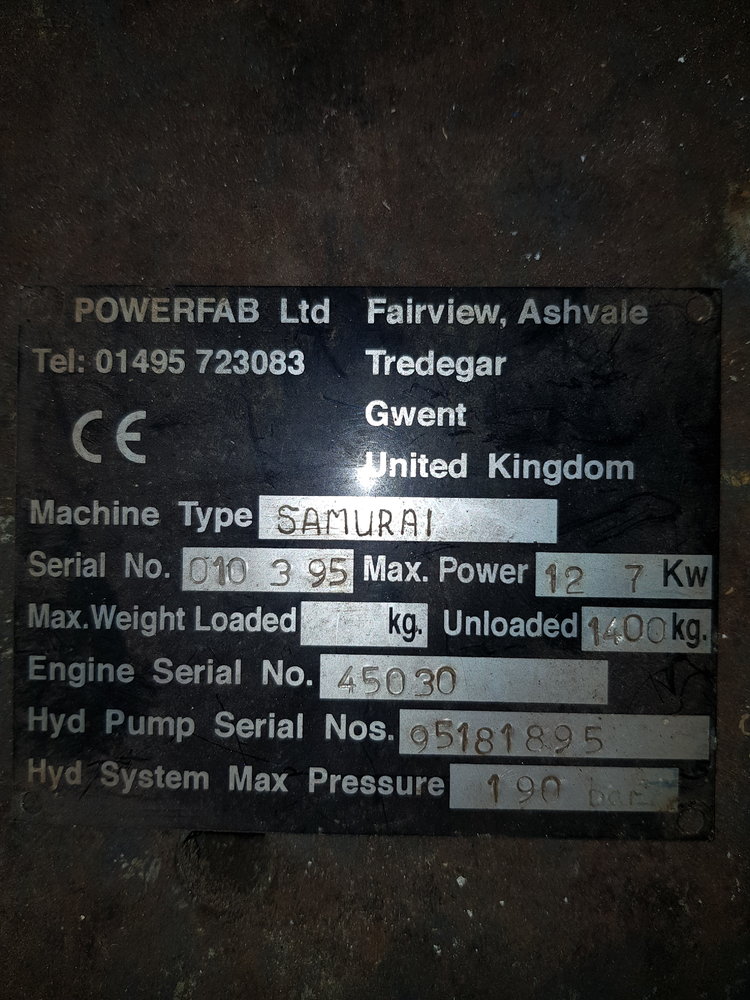 POWERFAB Ltd Fairview, Ashvale
Tel: 01495 723083 Tredegar
CE Gwent
United Kingdom
Machine Type SAMURAI
Serial No. 010 3 95 Max. Power 12 7 Kw
Max. Weight Loaded kg. Unloaded 1400 kg.
Engine Serial No. 45030
Hyd Pump Serial Nos. 95181895
Hyd System Max Pressure 190 bar